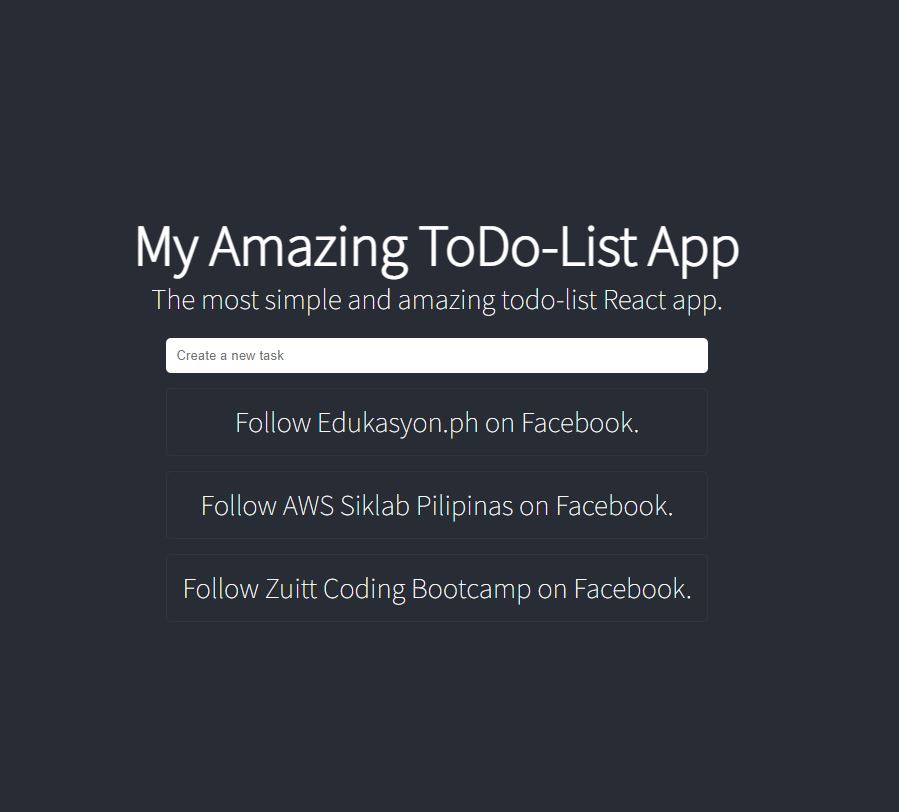 My Amazing ToDo-List App
The most simple and amazing todo-list React app.
Create a new task
Follow Edukasyon.ph on Facebook.
Follow AWS Siklab Pilipinas on Facebook.
Follow Zuitt Coding Bootcamp on Facebook.